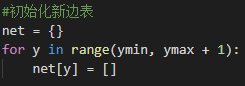 #初始化新边表
net = {}
for y in range(ymin, ymax + 1):
    net[y] = []